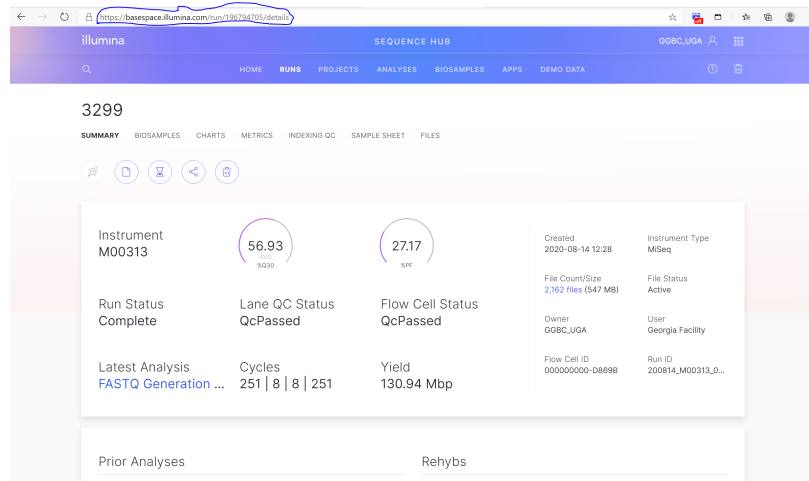 https://basespace.illumina.com/run/196794705/details
off
illumina
SEQUENCE HUB
GGBC_UGA
HOME RUNS PROJECTS ANALYSES BIOSAMPLES APPS DEMO DATA
3299
SUMMARY BIOSAMPLES CHARTS METRICS INDEXING QC SAMPLE SHEET FILES
Instrument
M00313
56.93
AVG
%Q30
27.17
%PF
Run Status
Complete
Lane QC Status
QcPassed
Flow Cell Status
QcPassed
Latest Analysis
FASTQ Generation ...
Cycles
251 | 8 | 8 | 251
Yield
130.94 Mbp
Created
2020-08-14 12:28
Instrument Type
MiSeq
File Count/Size
2,162 files (547 MB)
File Status
Active
Owner
GGBC_UGA
User
Georgia Facility
Flow Cell ID
000000000-D869B
Run ID
200814_M00313_0...
Prior Analyses
Rehybs